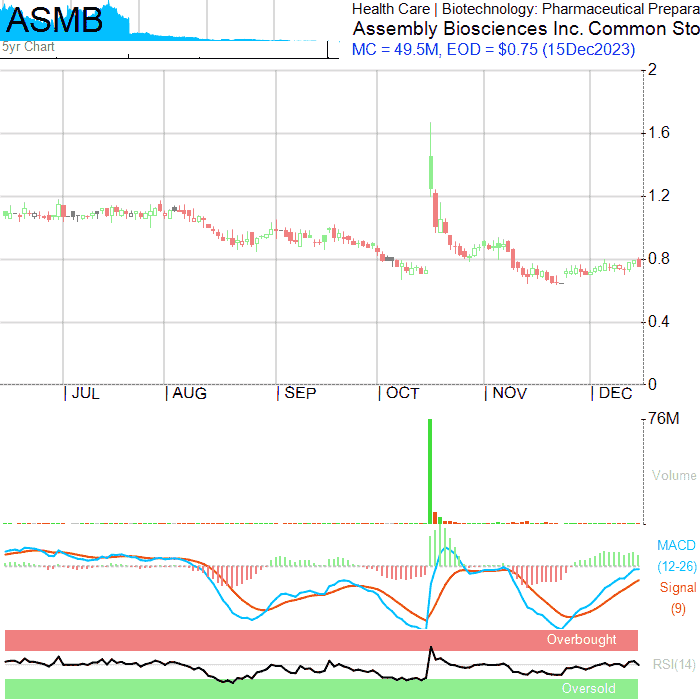 ASMB
5yr Chart
Health Care | Biotechnology: Pharmaceutical Prepara
Assembly Biosciences Inc. Common Sto
MC = 49.5M, EOD = $0.75 (15Dec2023)
2
1.6
1.2
0.8
0.4
0
JUL AUG SEP OCT NOV DEC
76M
Volume
MACD
(12-26)
Signal
(9)
Overbought
RSI(14)
Oversold